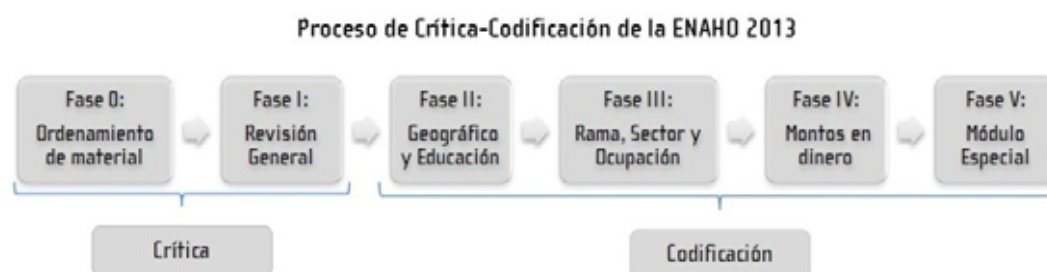 Proceso de Crítica-Codificación de la ENAHO 2013
Fase 0:
Ordenamiento
de material
Fase I:
Revisión
General
Fase II:
Geográfico
y Educación
Fase III:
Rama, Sector y
Ocupación
Fase IV:
Montos en
dinero
Fase V:
Módulo
Especial
Crítica
Codificación